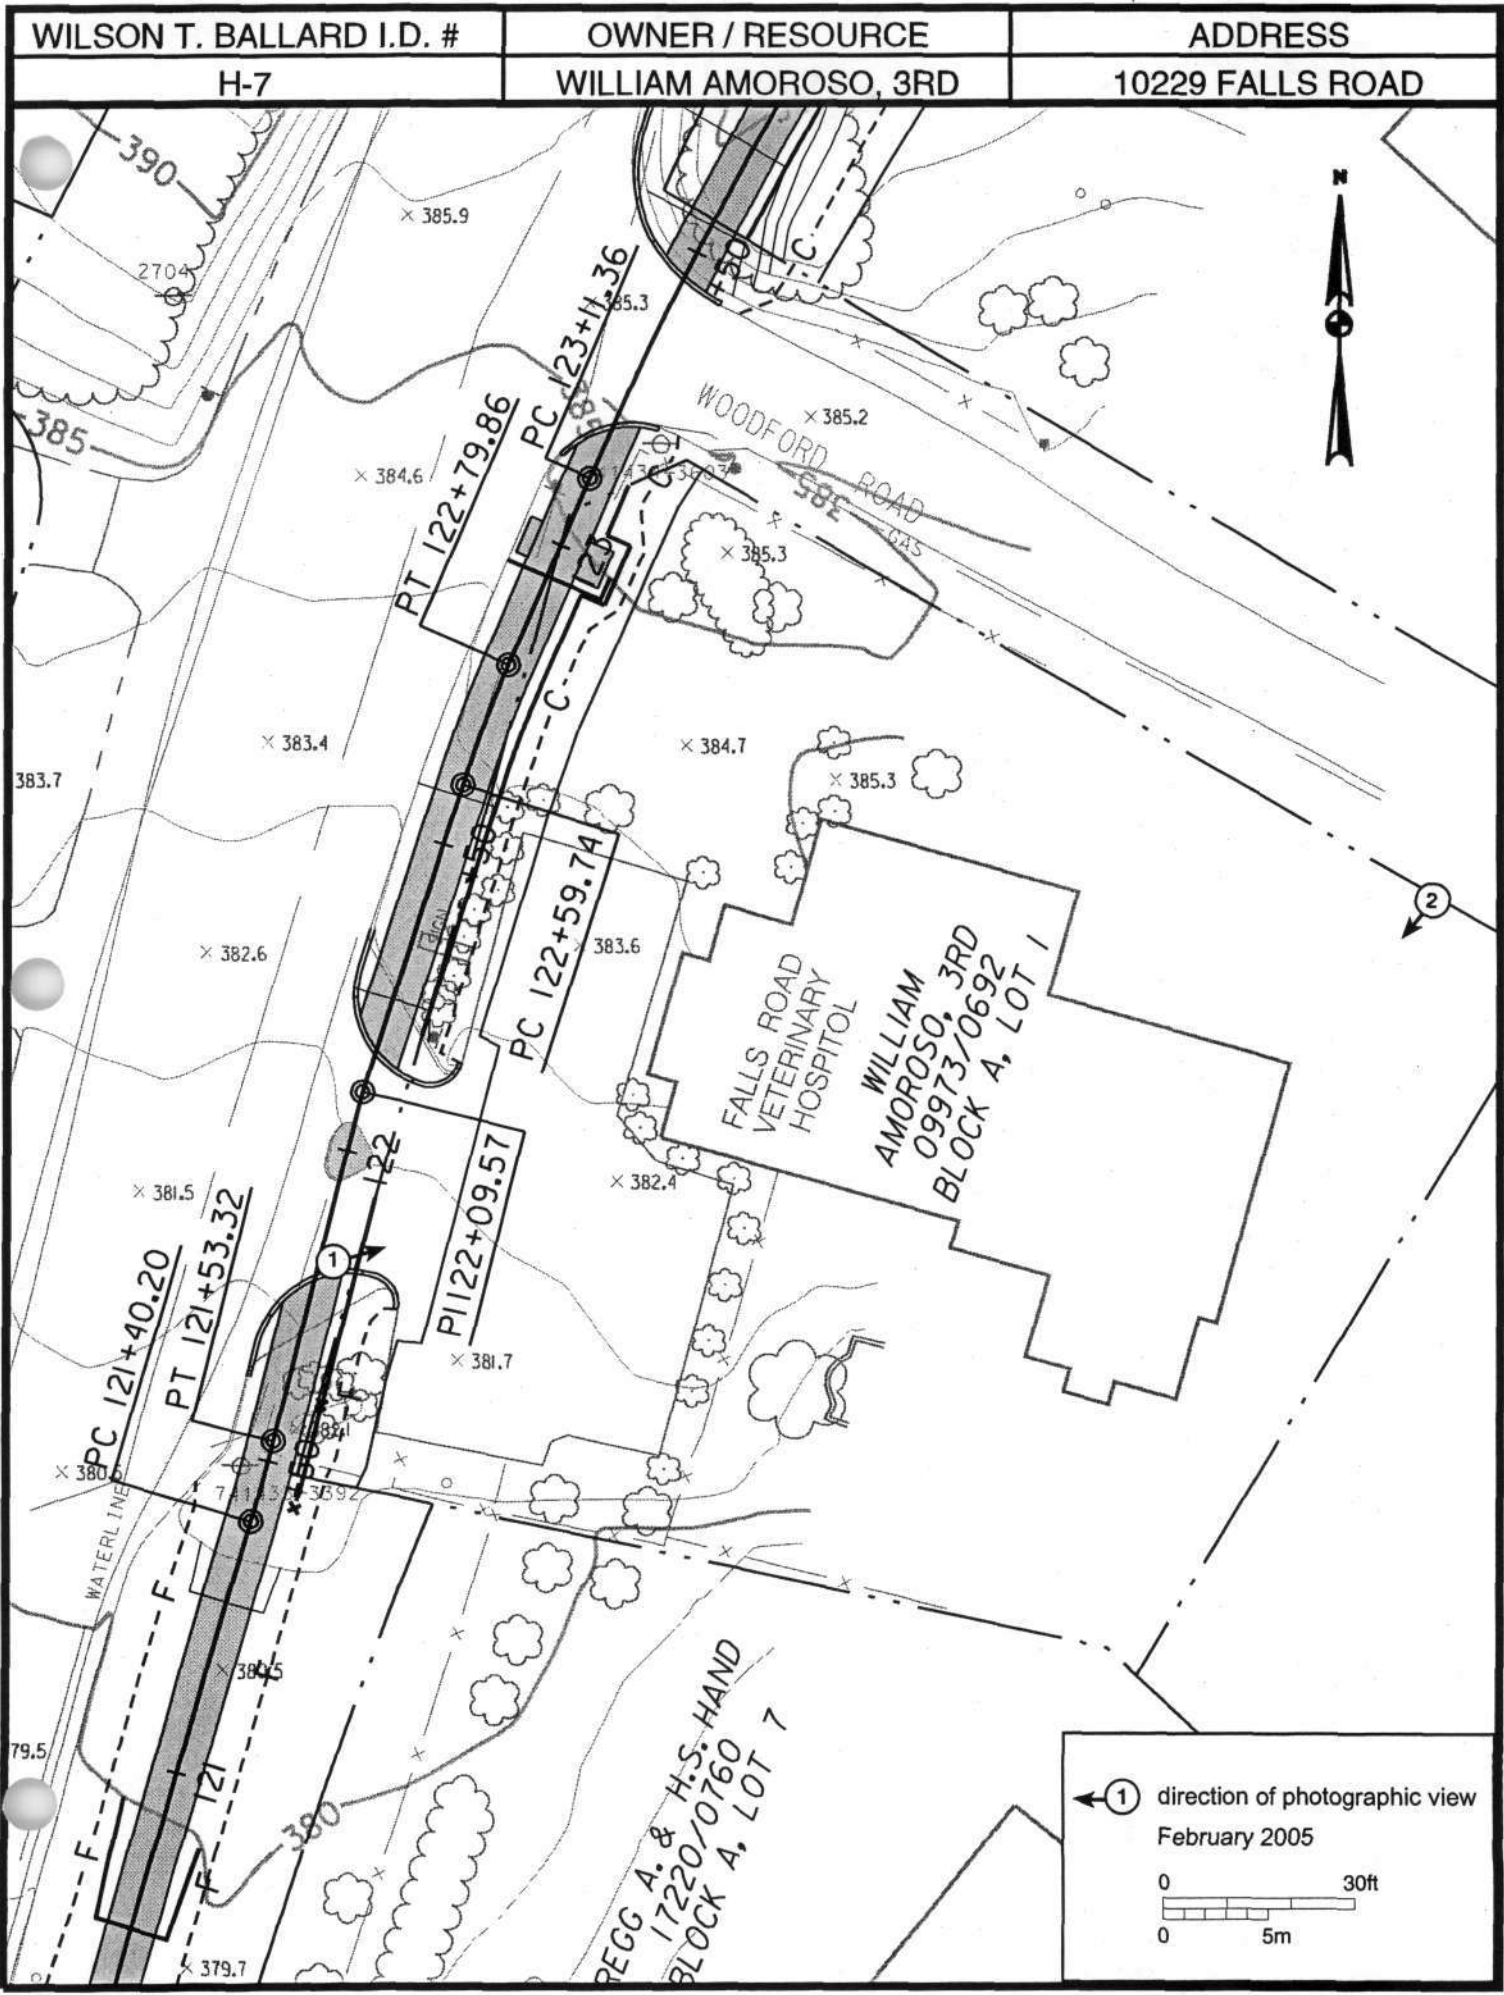 WILSON T. BALLARD I.D. #
OWNER / RESOURCE
ADDRESS
H-7
WILLIAM AMOROSO, 3RD
10229 FALLS ROAD
390
385.9
N
2704
+50
C
385.3
PC 123+11.36
385
WOODFORD ROAD
385.2
385
PT 122+79.86
384.6
C
385
GAS
23
385.3
C
383.4
384.7
383.7
385.3
+50
PC 122+59.74
SIGN
382.6
383.6
2
FALLS ROAD
VETERINARY
HOSPITOL
WILLIAM
AMOROSO, 3RD
09973/0692
BLOCK A, LOT 1
122
PI 122+09.57
381.5
382.4
PT 121+53.32
1
PC 121+40.20
381.7
+50
WATERLINE
F
380.5
79.5
121
F
380
F
REGG A. & H.S. HAND
17220/0760
BLOCK A, LOT 7
379.7
1 direction of photographic view
February 2005
0 30ft
0 5m